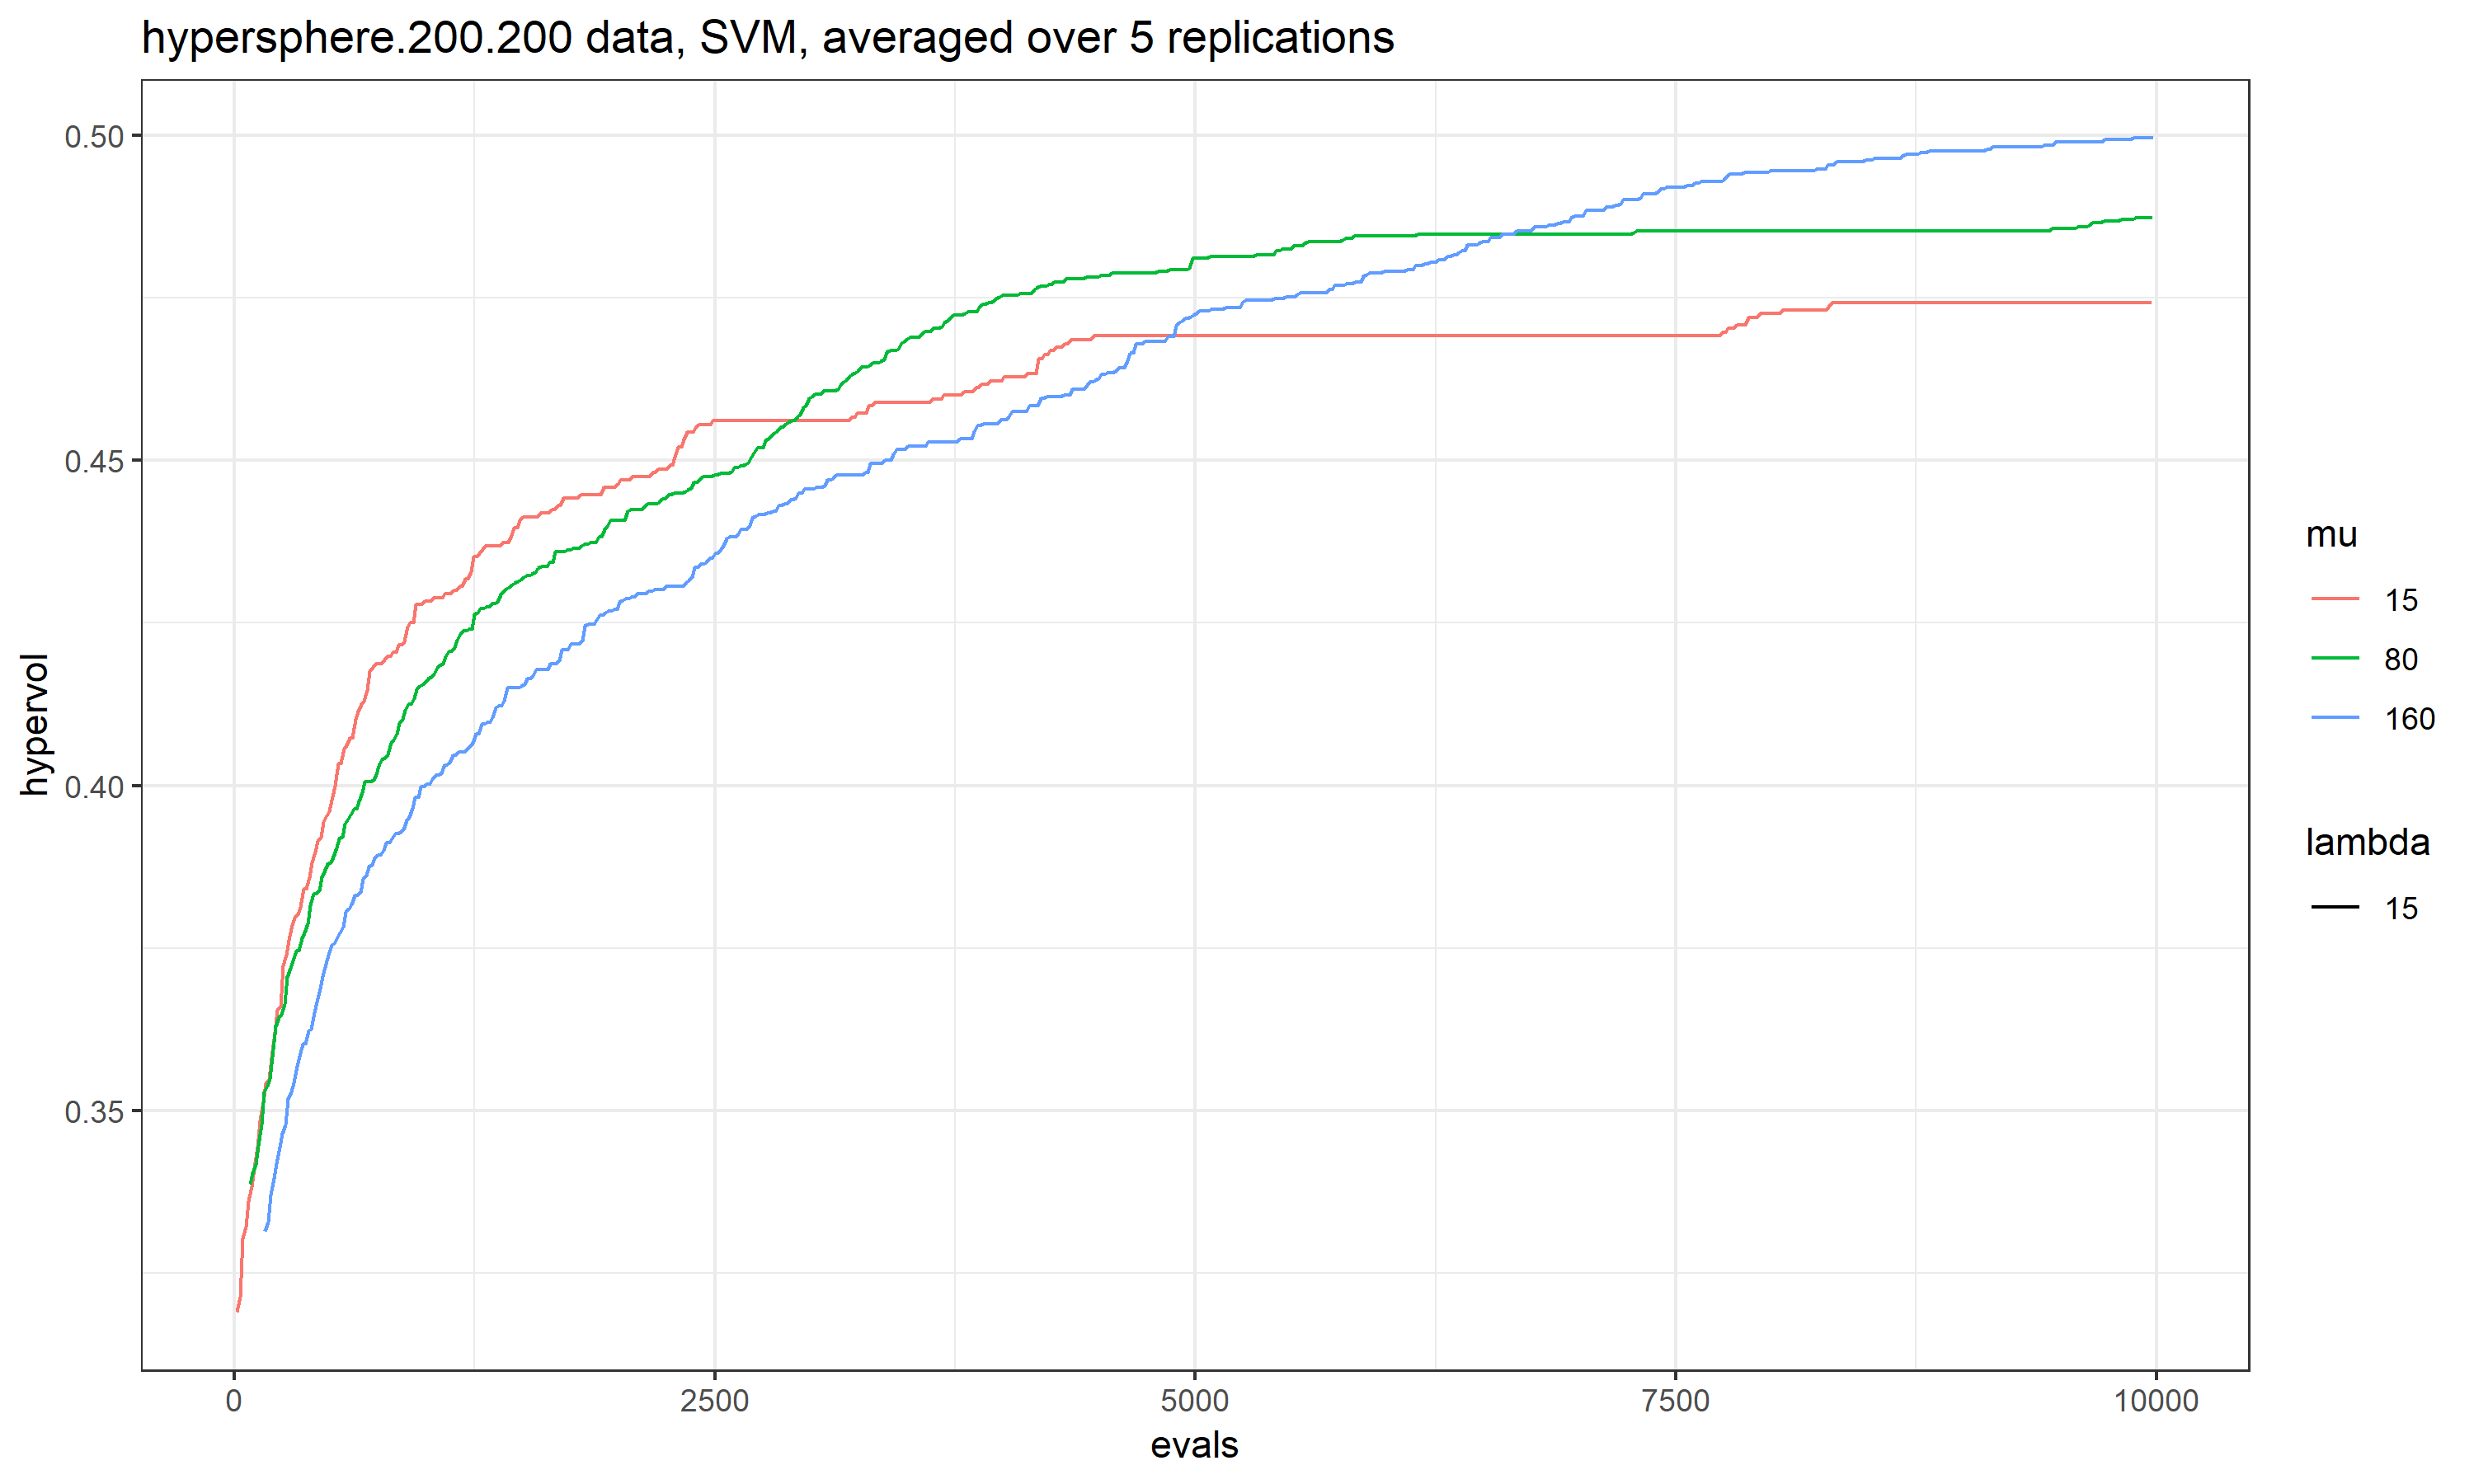 hypersphere.200.200 data, SVM, averaged over 5 replications
hypervol
0.50
0.45
0.40
0.35
0 2500 5000 7500 10000
evals
mu
15
80
160
lambda
15